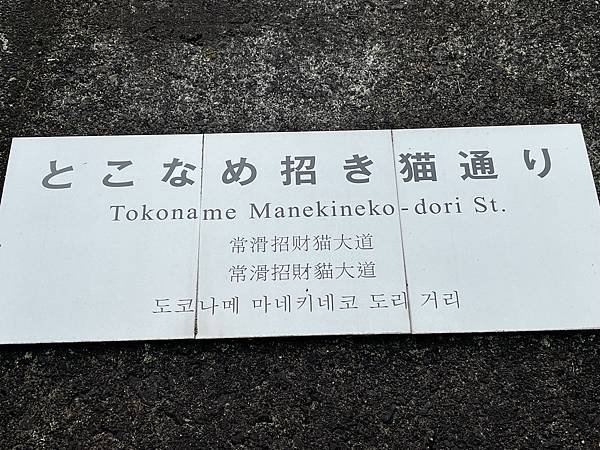 とこなめ招き猫通り
Tokoname Manekineko-dori St.
常滑招财猫大道
常滑招財貓大道
도코나메 마네키네코 도리 거리